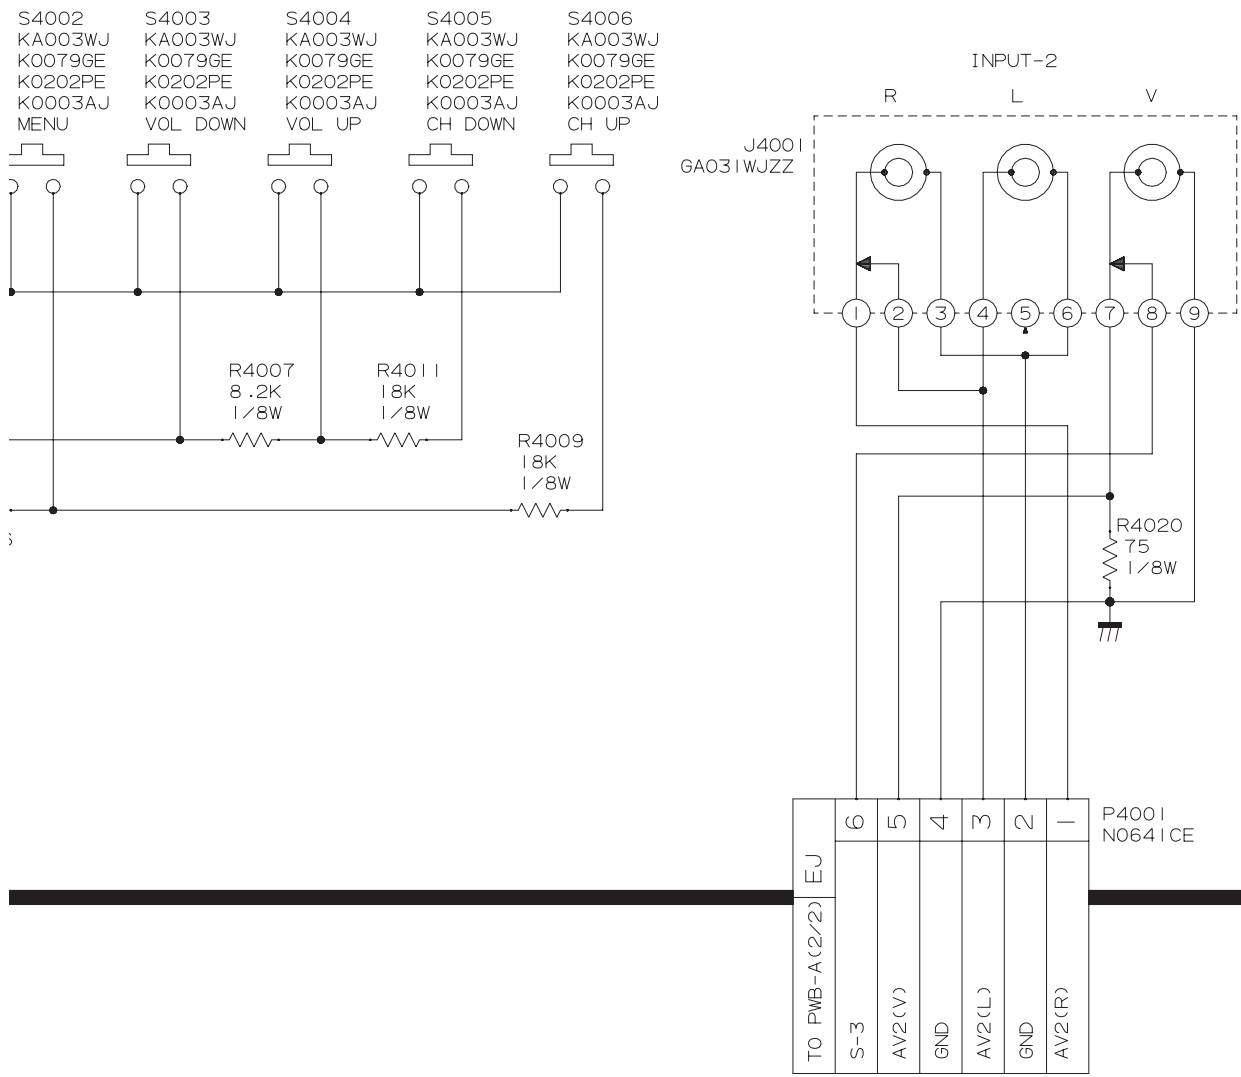 S4002
KA003WJ
K0079GE
K0202PE
K0003AJ
MENU
S4003
KA003WJ
K0079GE
K0202PE
K0003AJ
VOL DOWN
S4004
KA003WJ
K0079GE
K0202PE
K0003AJ
VOL UP
S4005
KA003WJ
K0079GE
K0202PE
K0003AJ
CH DOWN
S4006
KA003WJ
K0079GE
K0202PE
K0003AJ
CH UP
INPUT-2
R L V
J4001
GA031WJZZ
1 2 3 4 5 6 7 8 9
R4007
8.2K
1/8W
R4011
18K
1/8W
R4009
18K
1/8W
R4020
75
1/8W
P4001
N0641CE
EJ
TO PWB-A(2/2)
6 5 4 3 2 1
S-3
AV2(V)
GND
AV2(L)
GND
AV2(R)